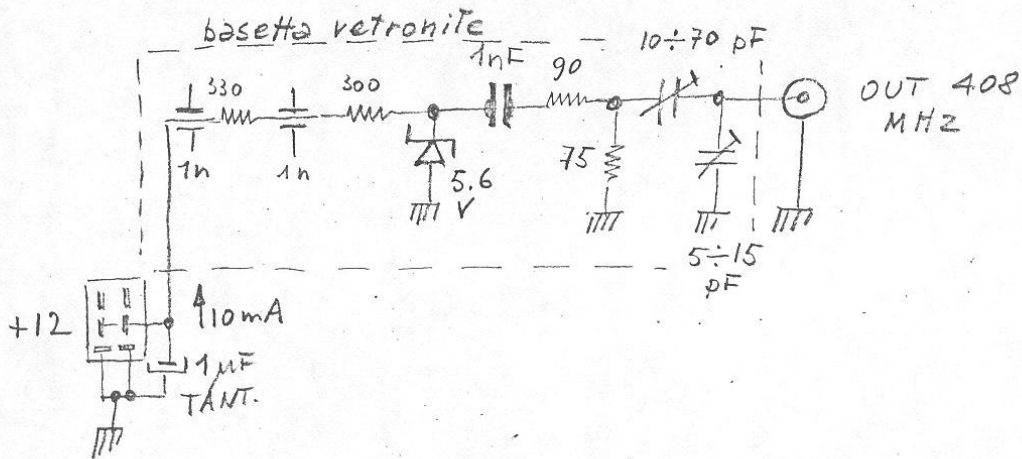 basetta vetronite
1nF
10÷70 pF
330
300
90
OUT 408
MHZ
1n
1n
5.6
V
75
5÷15
pF
+12
10mA
1µF
TANT.